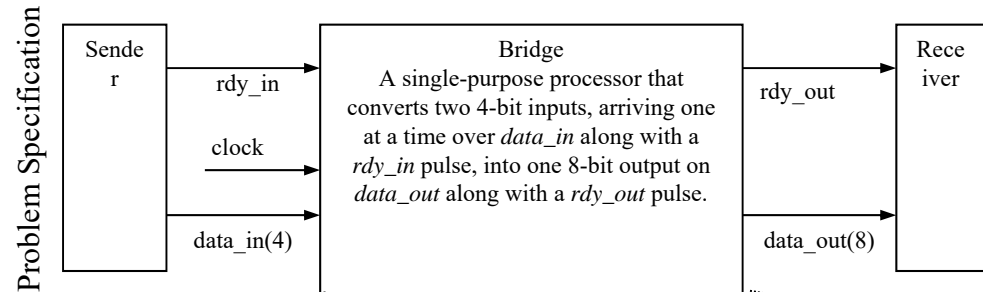 Problem Specification
Sende
r
rdy_in
clock
data_in(4)
Bridge
A single-purpose processor that
converts two 4-bit inputs, arriving one
at a time over data_in along with a
rdy_in pulse, into one 8-bit output on
data_out along with a rdy_out pulse.
rdy_out
data_out(8)
Rece
iver